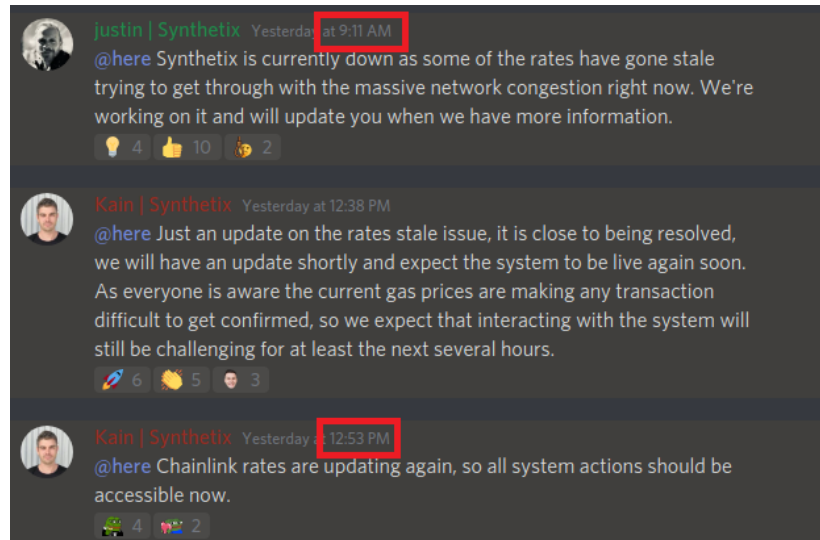 justin | Synthetix Yesterday at 9:11 AM
@here Synthetix is currently down as some of the rates have gone stale
trying to get through with the massive network congestion right now. We're
working on it and will update you when we have more information.
4 10 2
Kain | Synthetix Yesterday at 12:38 PM
@here Just an update on the rates stale issue, it is close to being resolved,
we will have an update shortly and expect the system to be live again soon.
As everyone is aware the current gas prices are making any transaction
difficult to get confirmed, so we expect that interacting with the system will
still be challenging for at least the next several hours.
6 5 3
Kain | Synthetix Yesterday at 12:53 PM
@here Chainlink rates are updating again, so all system actions should be
accessible now.
4 2